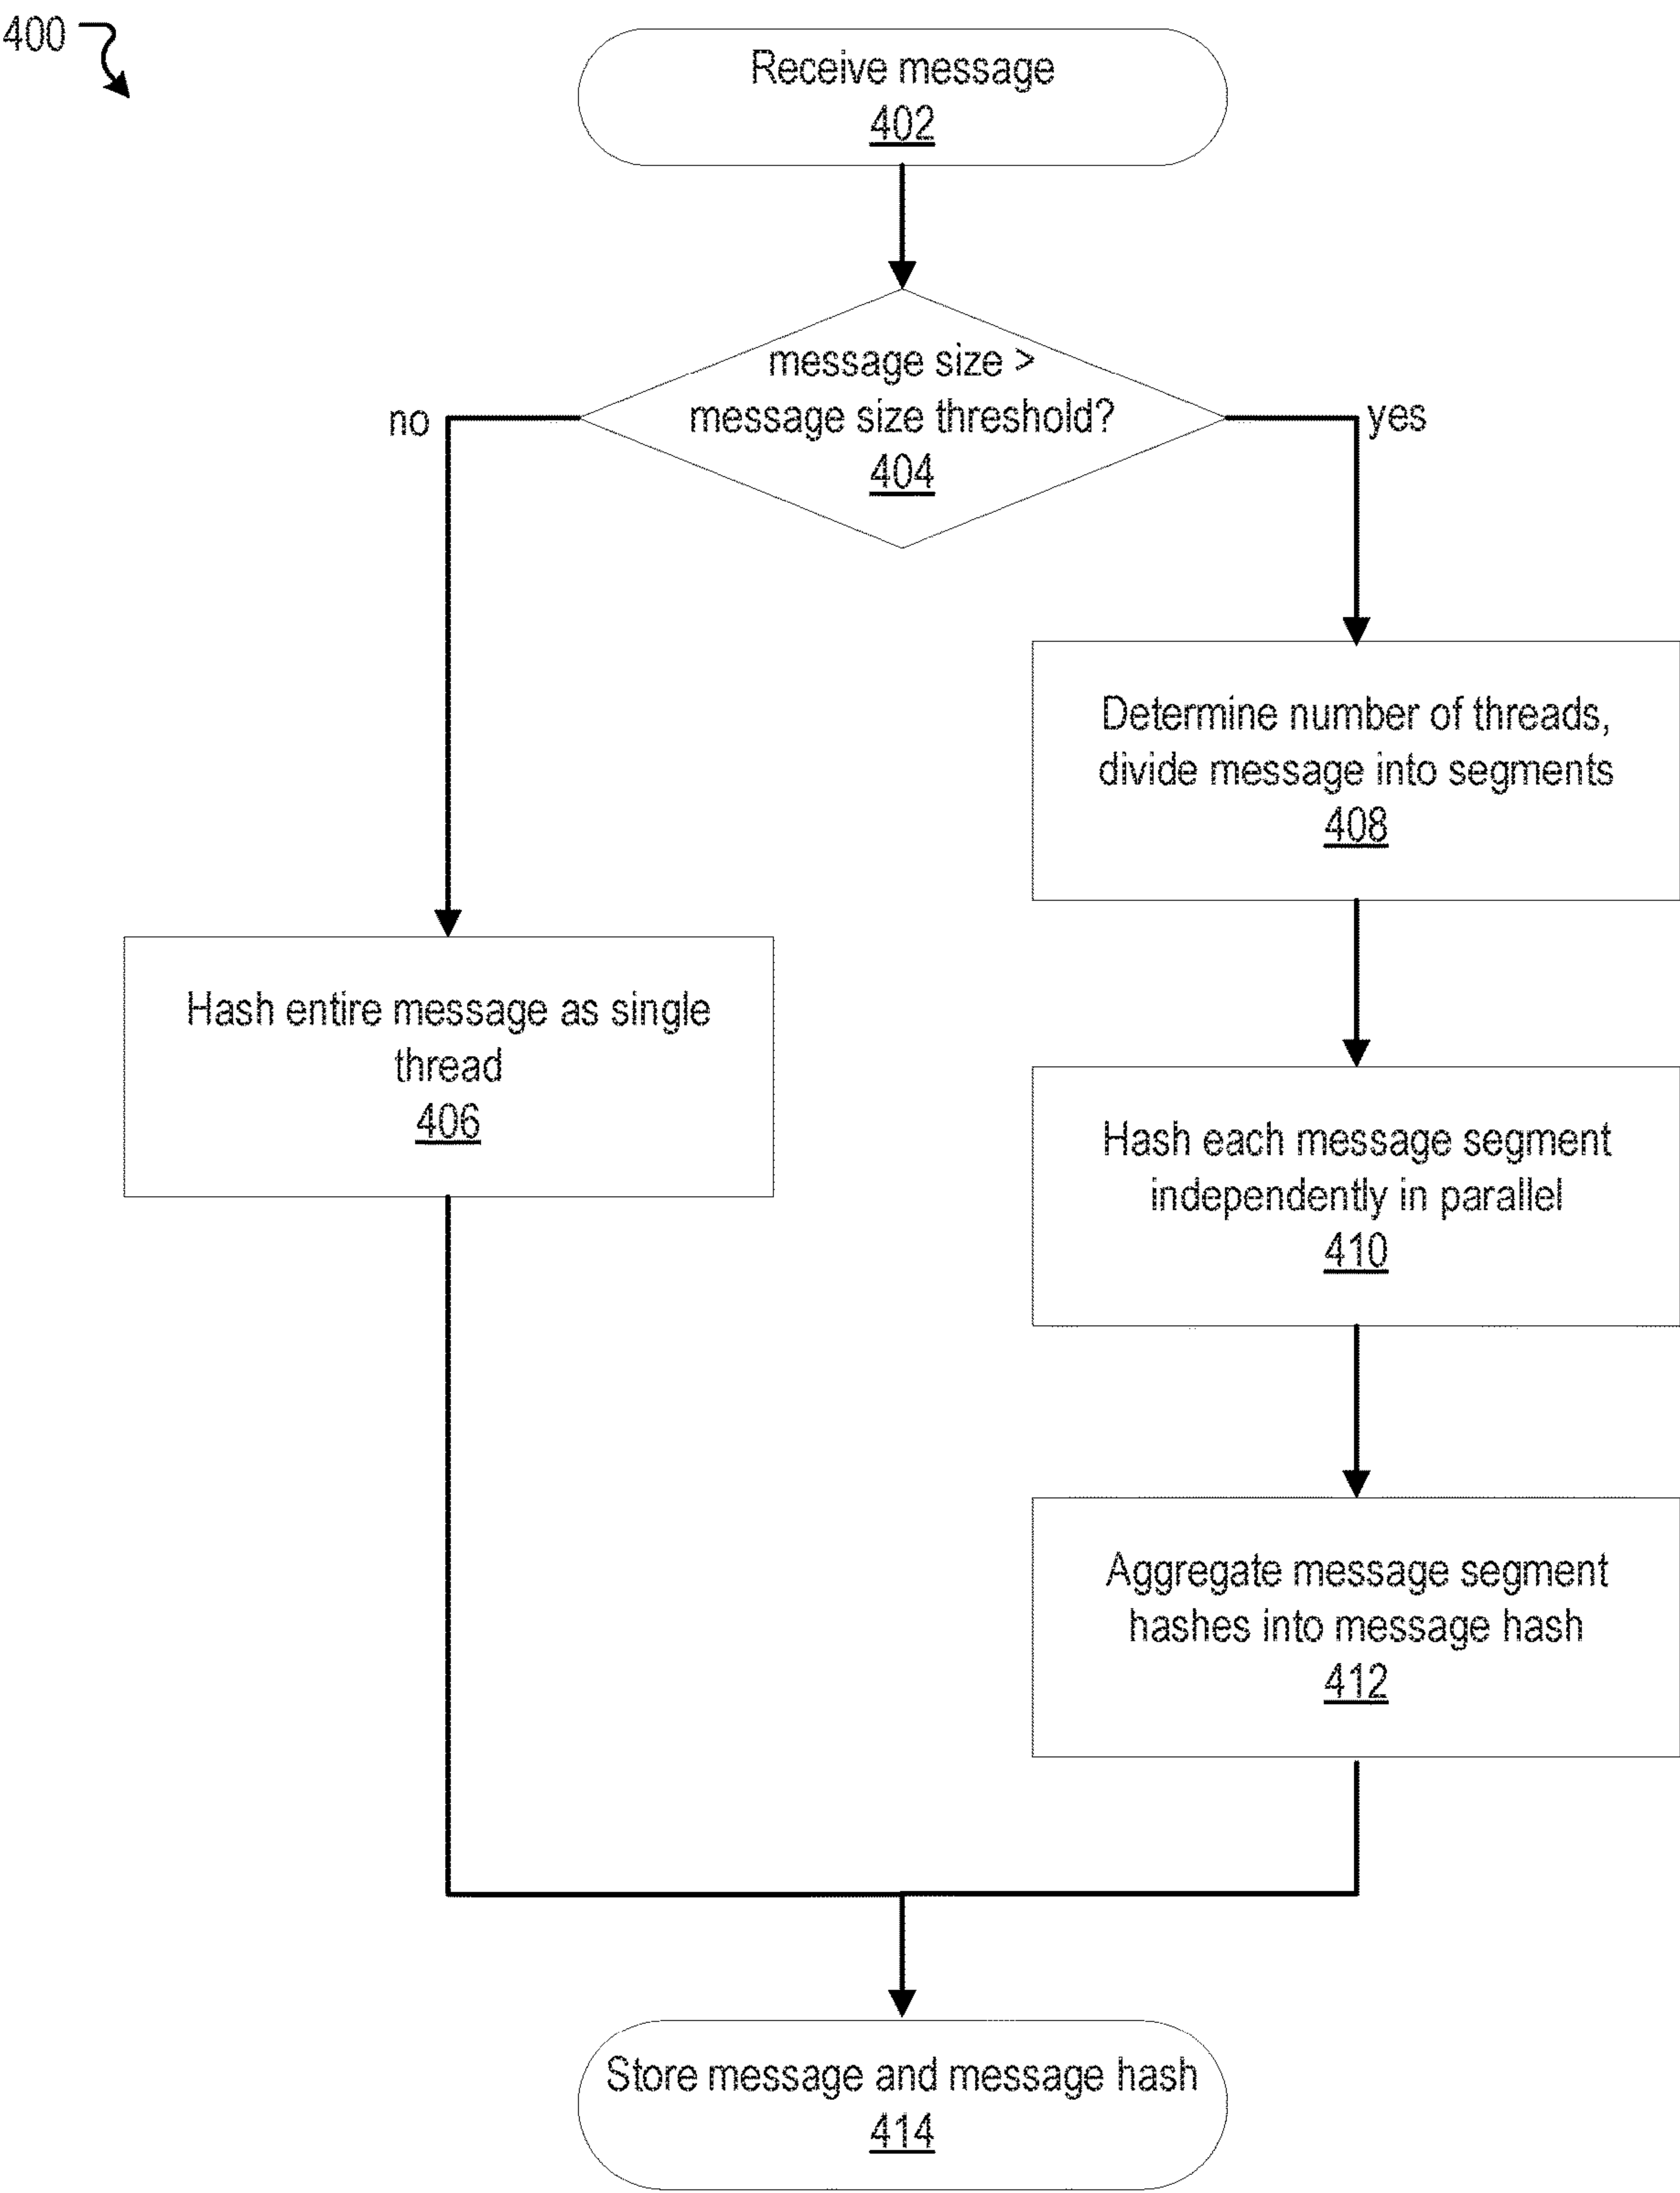 400
Receive message
402
message size >
message size threshold?
404
no
yes
Determine number of threads,
divide message into segments
408
Hash entire message as single
thread
406
Hash each message segment
independently in parallel
410
Aggregate message segment
hashes into message hash
412
Store message and message hash
414